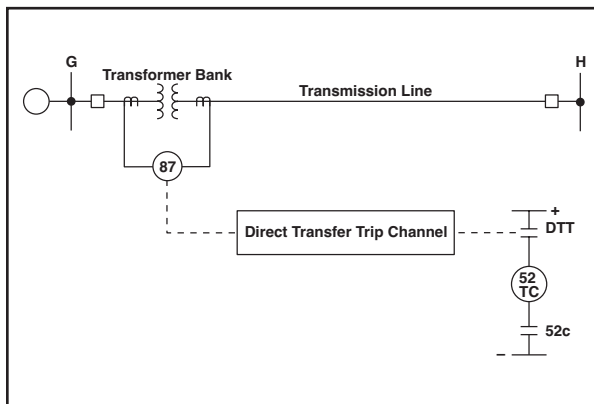 G
H
Transformer Bank
Transmission Line
87
+
DTT
Direct Transfer Trip Channel
52
TC
52c
–